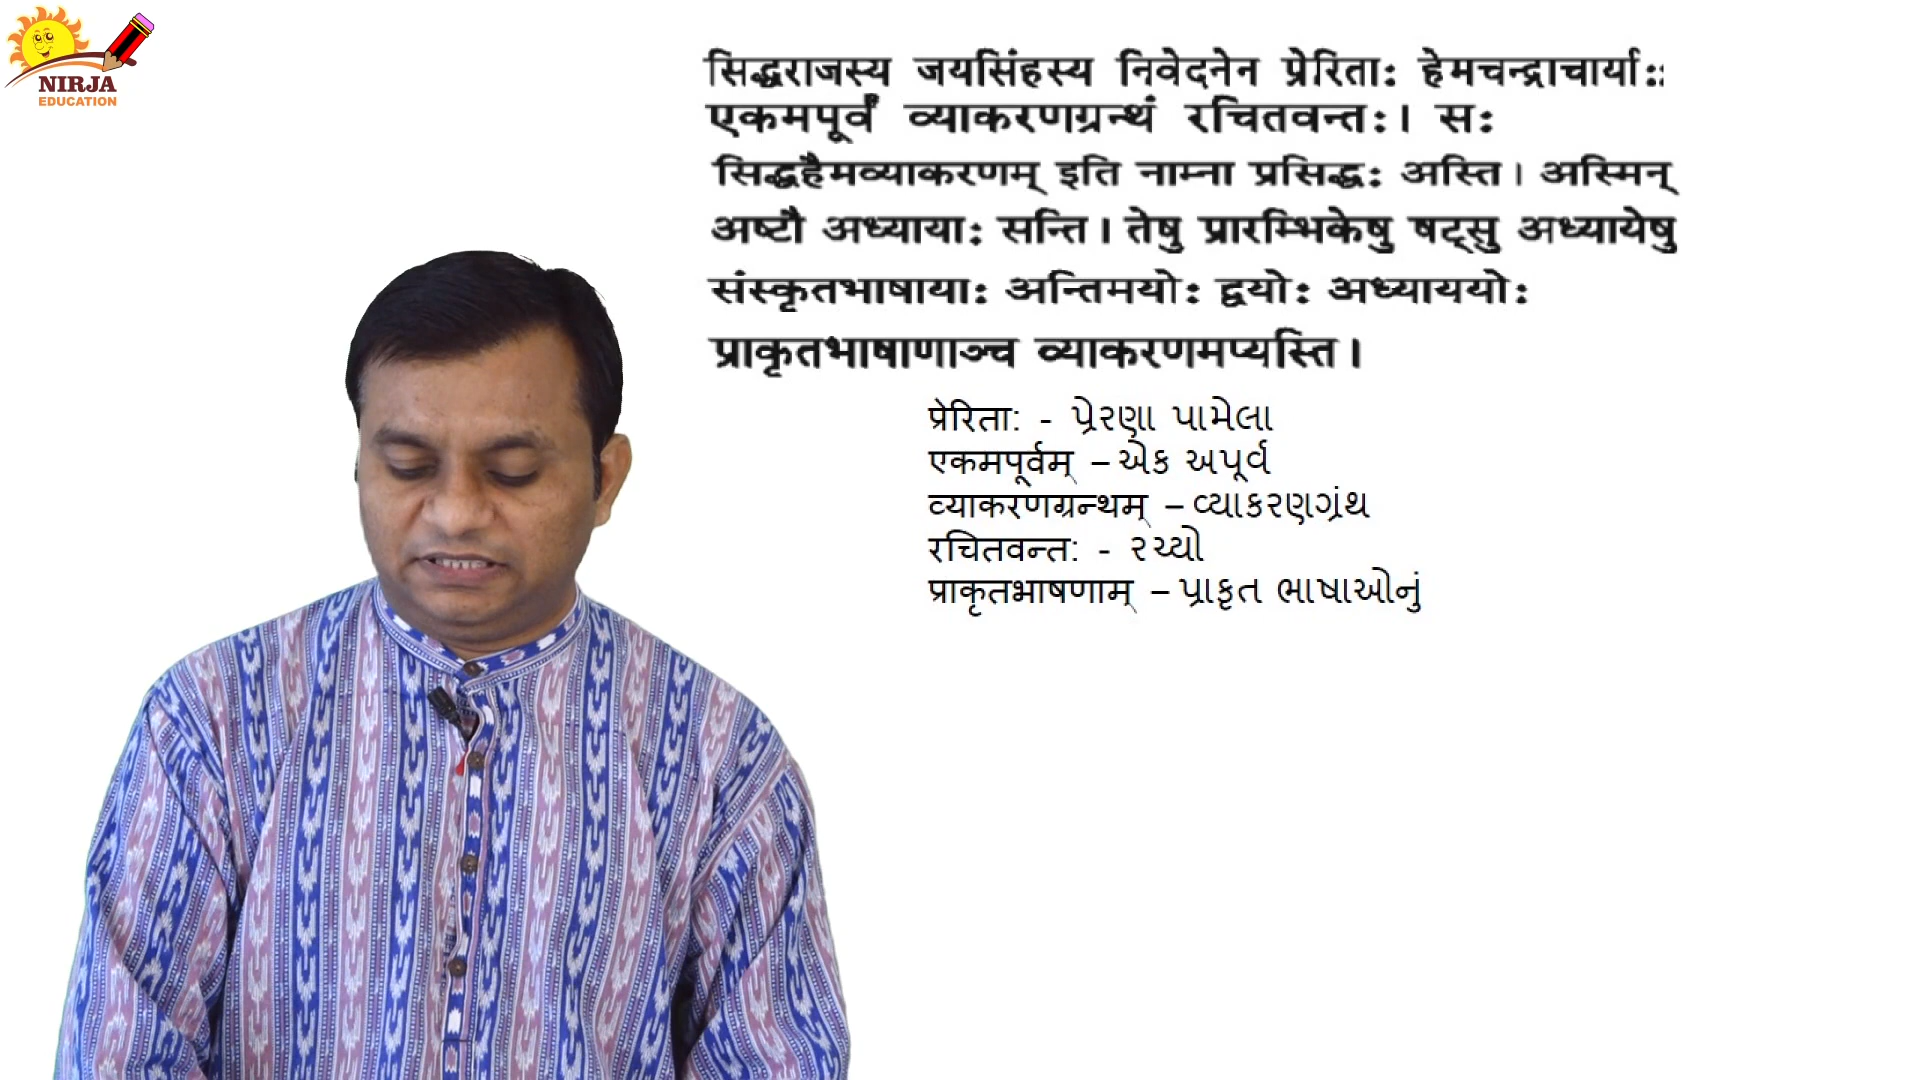 NIRJA
EDUCATION
सिद्धराजस्य जयसिंहस्य निवेदनेन प्रेरिताः हेमचन्द्राचार्याः:
एकमपूर्वं व्याकरणग्रन्थं रचितवन्तः। सः
सिद्धहैमव्याकरणम् इति नाम्ना प्रसिद्धः अस्ति। अस्मिन्
अष्टौ अध्यायाः सन्ति। तेषु प्रारम्भिकेषु षट्सु अध्यायेषु
संस्कृतभाषायाः अन्तिमयोः द्वयोः अध्याययोः
प्राकृतभाषाणाञ्च व्याकरणमप्यस्ति।
प्रेरिता: - પ્રેરણા પામેલા
एकमपूर्वम् – એક અપૂર્વ
व्याकरणग्रन्थम् – વ્યાકરણગ્રંથ
रचितवन्त: - રચ્યો
प्राकृतभाषणाम् – પ્રાકૃત ભાષાઓનું